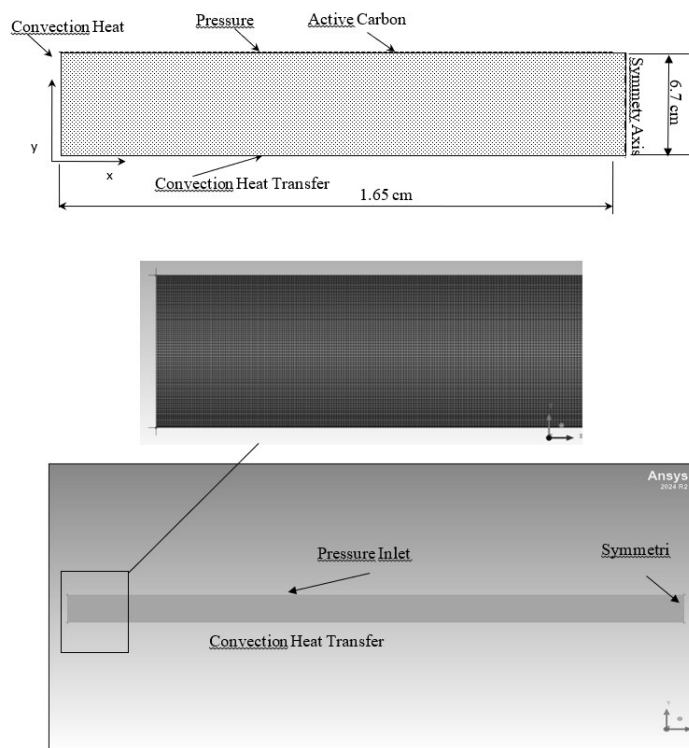 Convection Heat
Pressure
Active Carbon
Symmety Axis
6.7 cm
y
x
Convection Heat Transfer
1.65 cm
Ansys
2024 R2
Pressure Inlet
Symmetri
Convection Heat Transfer